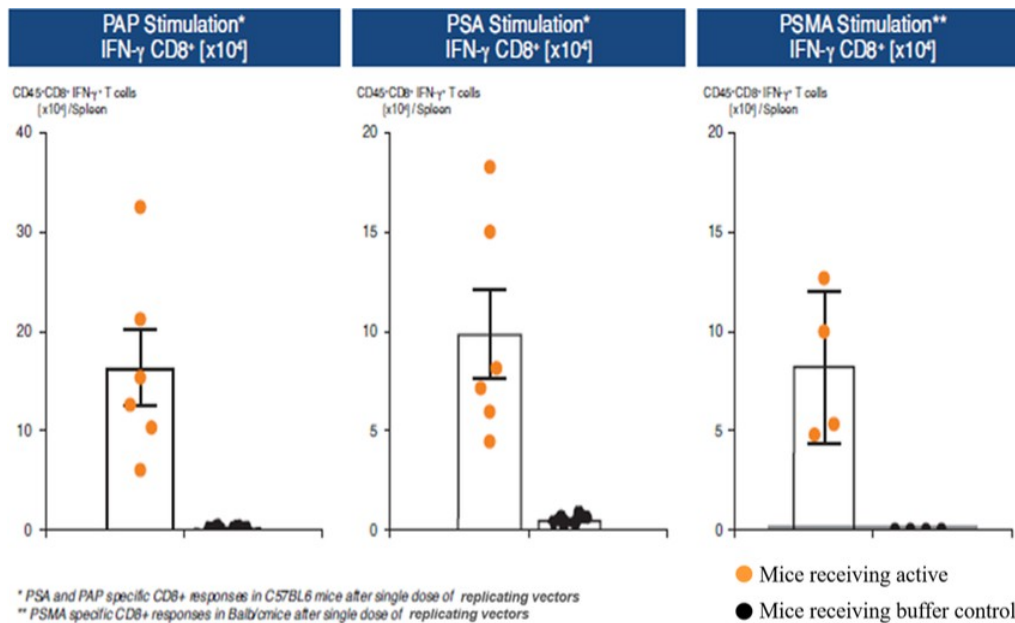 PAP Stimulation*
IFN-γ CD8⁺ [x10⁴]
CD45⁺CD8⁺ IFN-γ⁺ T cells
[x10⁴]/Spleen
40
30
20
10
0
PSA Stimulation*
IFN-γ CD8⁺ [x10⁴]
CD45⁺CD8⁺ IFN-γ⁺ T cells
[x10⁴]/Spleen
20
15
10
5
0
PSMA Stimulation**
IFN-γ CD8⁺ [x10⁴]
CD45⁺CD8⁺ IFN-γ⁺ T cells
[x10⁴]/Spleen
20
15
10
5
0
Mice receiving active
Mice receiving buffer control
* PSA and PAP specific CD8+ responses in C57BL6 mice after single dose of replicating vectors
** PSMA specific CD8+ responses in Balb/c mice after single dose of replicating vectors